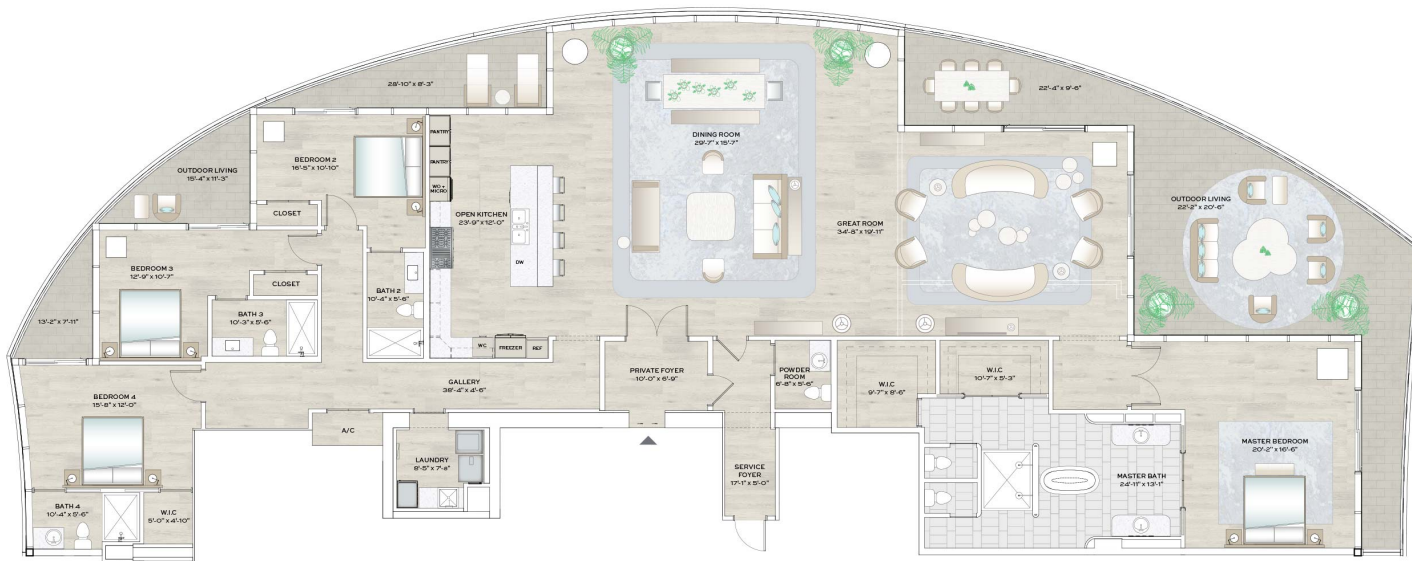 28'-10" x 8'-3"
22'-4" x 9'-6"
PANTRY
PANTRY
WO +
MICRO
BEDROOM 2
16'-5" x 10'-10"
OUTDOOR LIVING
15'-4" x 11'-3"
CLOSET
DINING ROOM
29'-7" x 15'-7"
OPEN KITCHEN
23'-9" x 12'-0"
DW
GREAT ROOM
34'-8" x 19'-11"
OUTDOOR LIVING
22'-2" x 20'-6"
BEDROOM 3
12'-9" x 10'-7"
CLOSET
BATH 2
10'-4" x 5'-6"
BATH 3
10'-3" x 5'-6"
13'-2" x 7'-11"
WC
FREEZER
REF
GALLERY
38'-4" x 4'-6"
PRIVATE FOYER
10'-0" x 6'-9"
POWDER
ROOM
6'-8" x 5'-6"
W.I.C
9'-7" x 8'-6"
W.I.C
10'-7" x 5'-3"
BEDROOM 4
15'-8" x 12'-0"
A/C
LAUNDRY
8'-5" x 7'-8"
SERVICE
FOYER
17'-1" x 5'-0"
MASTER BEDROOM
20'-2" x 16'-6"
MASTER BATH
24'-11" x 13'-1"
BATH 4
10'-4" x 5'-6"
W.I.C
5'-0" x 4'-10"